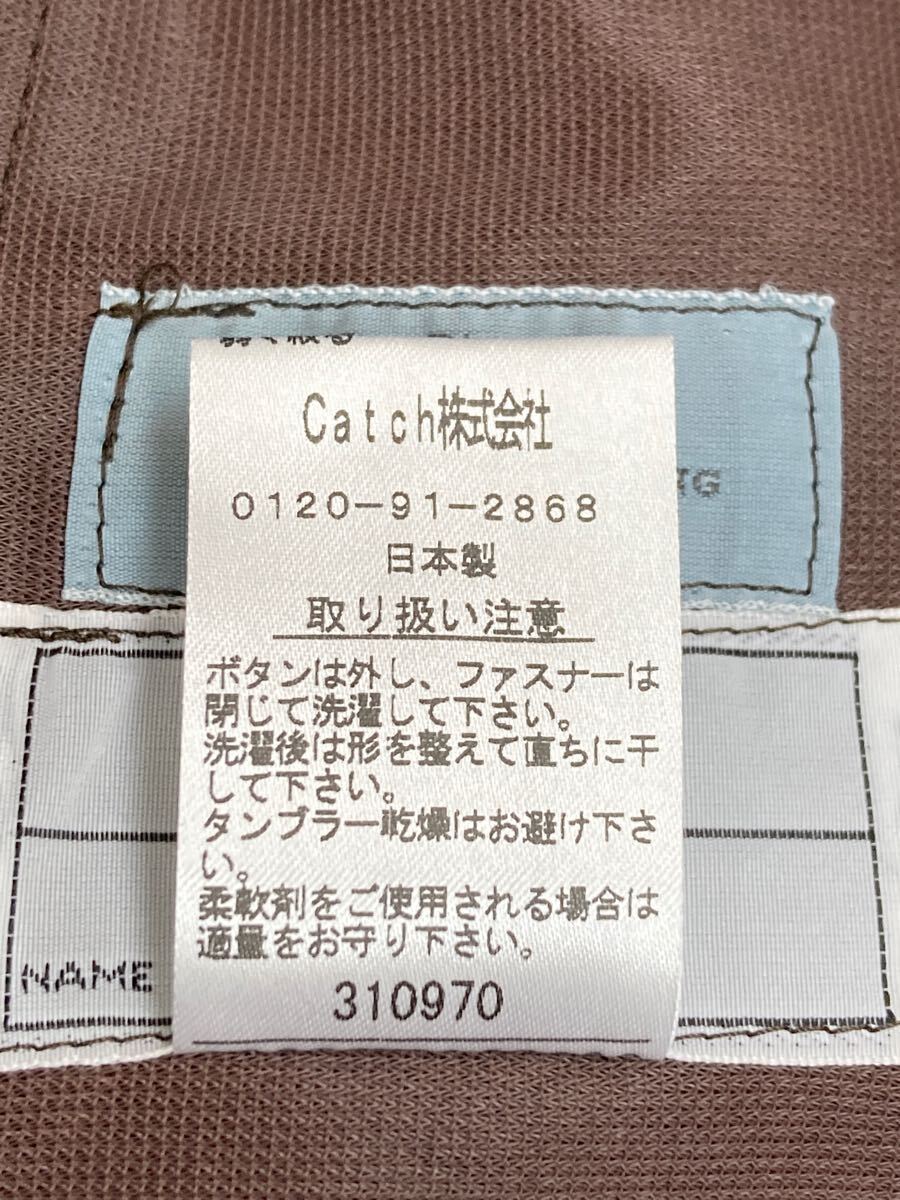 Catch株式会社
0120-91-2868
日本製
取り扱い注意
ボタンは外し、ファスナーは
閉じて洗濯して下さい。
洗濯後は形を整えて直ちに干
して下さい。
タンブラー乾燥はお避け下さ
い。
柔軟剤をご使用される場合は
適量をお守り下さい。
310970
NAME